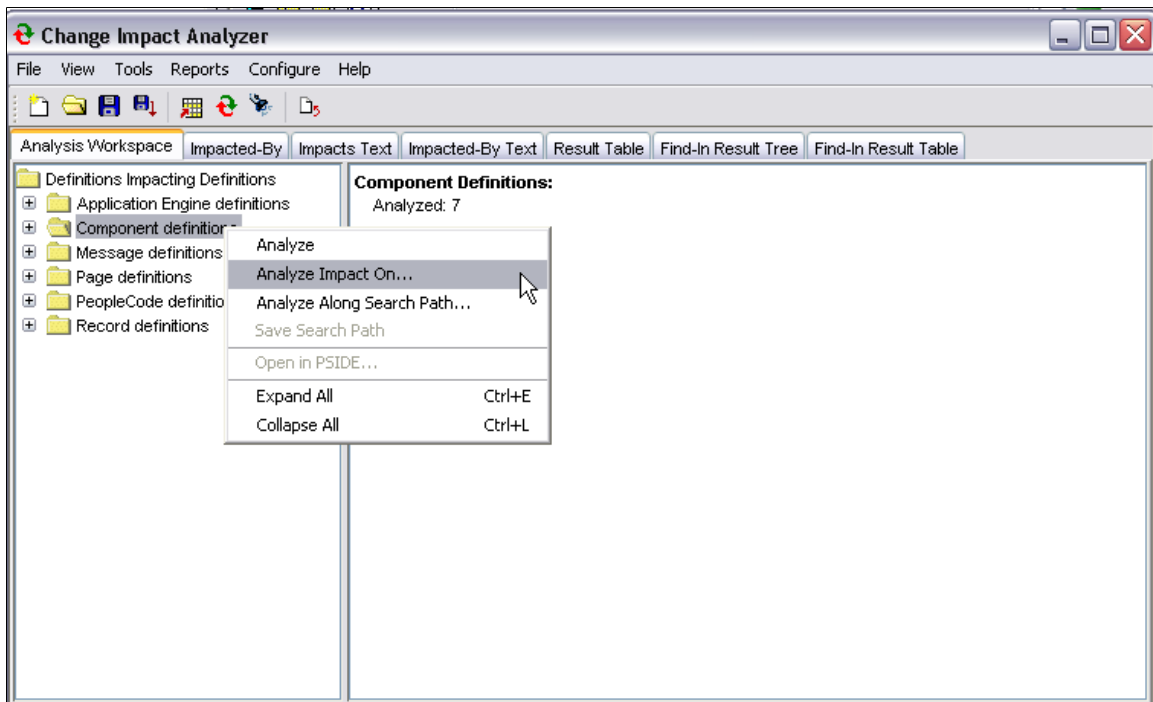 Change Impact Analyzer
File View Tools Reports Configure Help
Analysis Workspace Impacted-By Impacts Text Impacted-By Text Result Table Find-In Result Tree Find-In Result Table
Definitions Impacting Definitions
Application Engine definitions
Component definitions
Message definitions
Page definitions
PeopleCode definitio
Record definitions
Component Definitions:
Analyzed: 7
Analyze
Analyze Impact On...
Analyze Along Search Path...
Save Search Path
Open in PSIDE...
Expand All Ctrl+E
Collapse All Ctrl+L